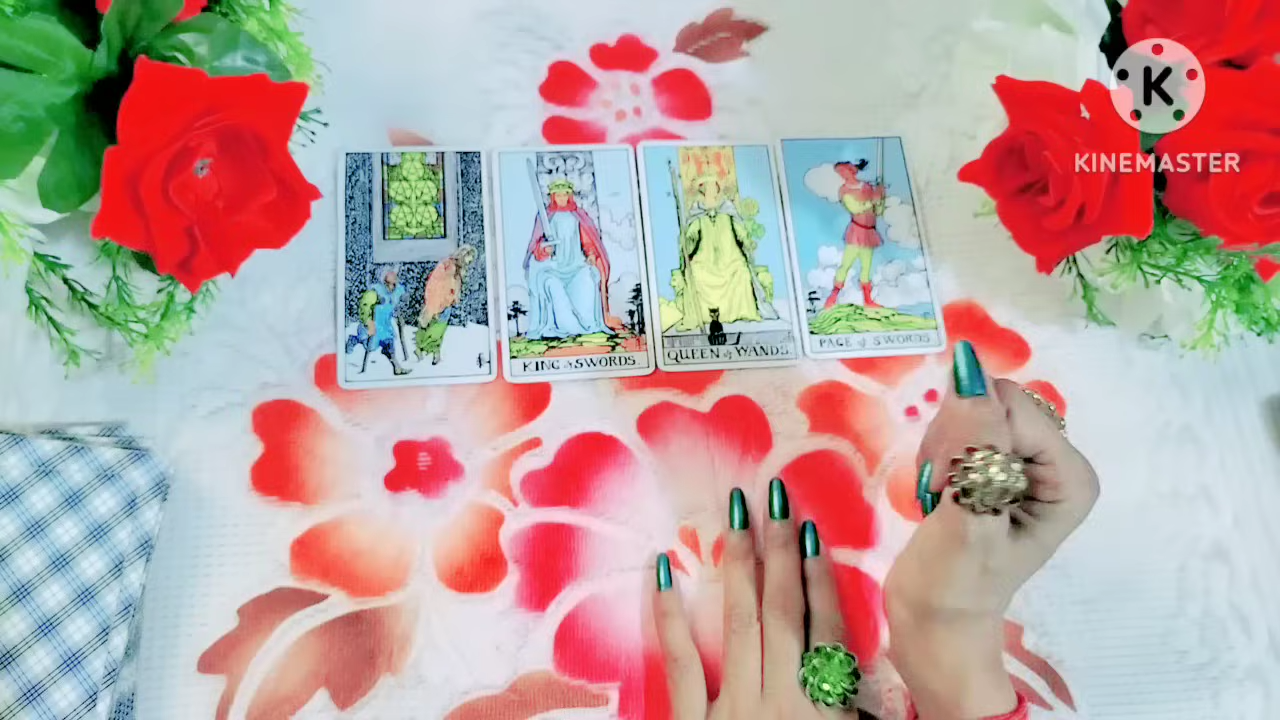 K
KINEMASTER
KING of SWORDS.
QUEEN of WANDS.
PAGE of SWORDS.